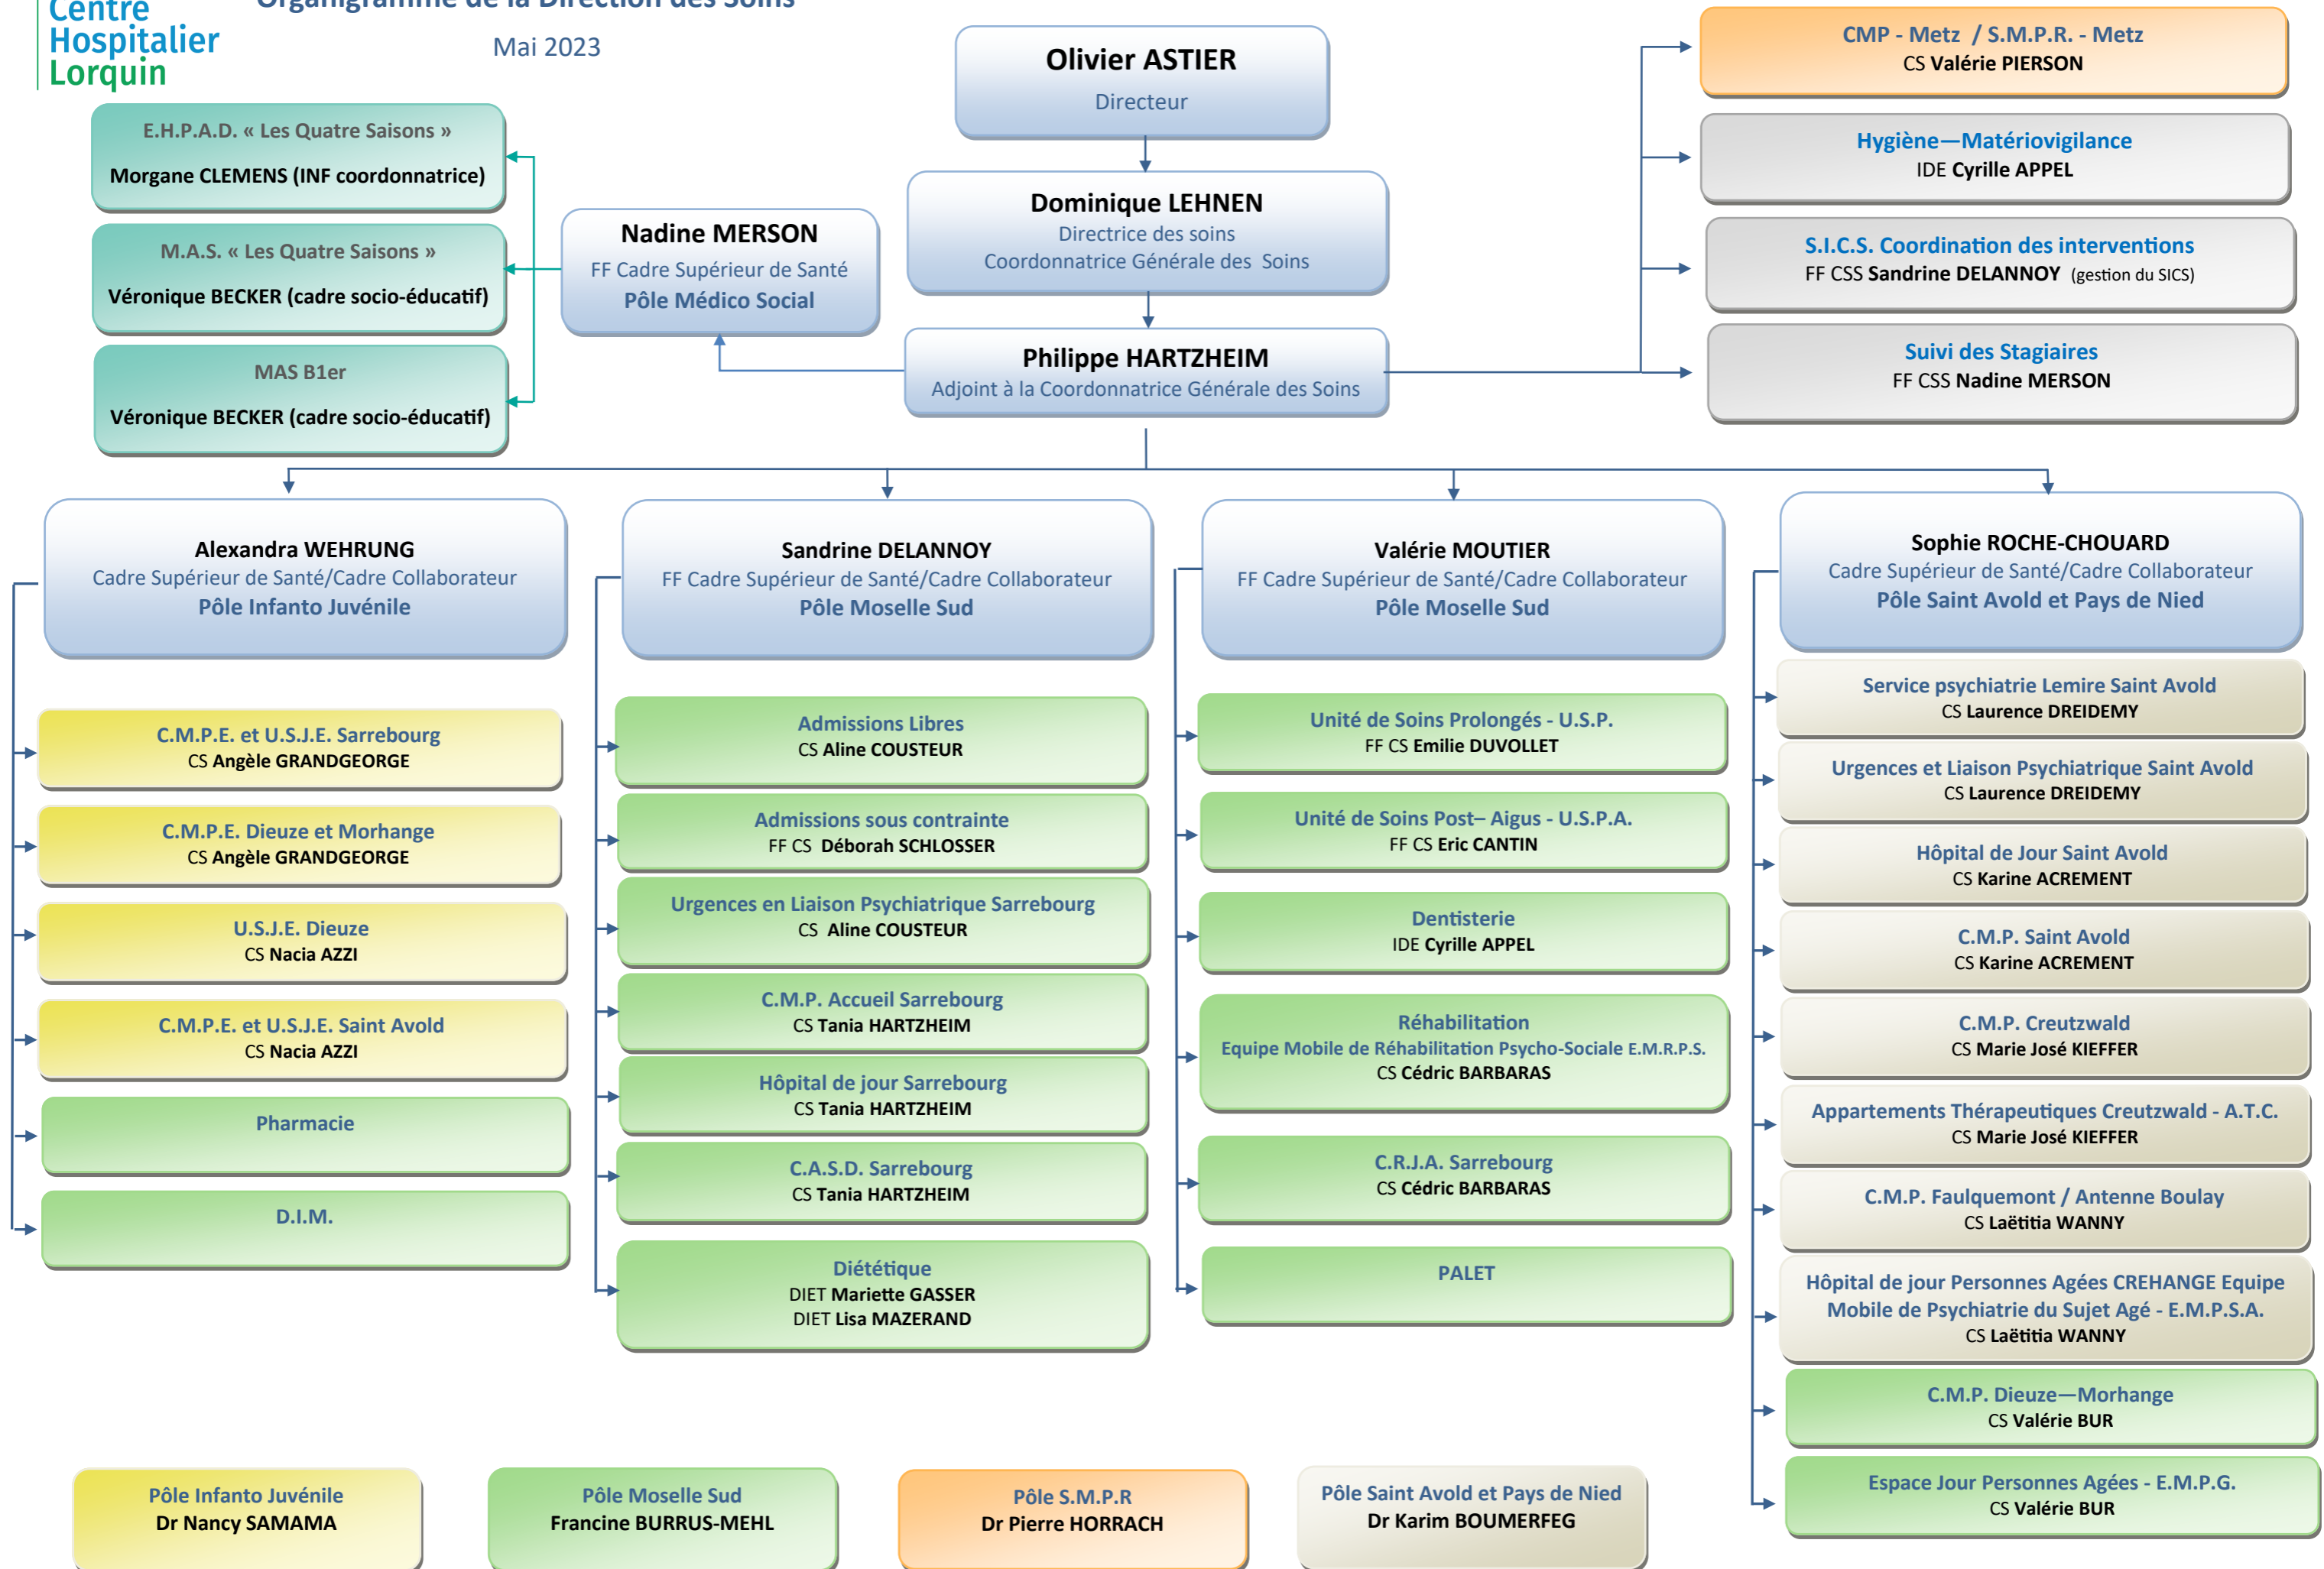 Centre
Hospitalier
Lorquin
Organigramme de la Direction des Soins
Mai 2023
Olivier ASTIER
Directeur
Dominique LEHNEN
Directrice des soins
Coordonnatrice Générale des Soins
Philippe HARTZHEIM
Adjoint à la Coordonnatrice Générale des Soins
Nadine MERSON
FF Cadre Supérieur de Santé
Pôle Médico Social
E.H.P.A.D. « Les Quatre Saisons »
Morgane CLEMENS (INF coordonnatrice)
M.A.S. « Les Quatre Saisons »
Véronique BECKER (cadre socio-éducatif)
MAS B1er
Véronique BECKER (cadre socio-éducatif)
CMP - Metz / S.M.P.R. - Metz
CS Valérie PIERSON
Hygiène—Matériovigilance
IDE Cyrille APPEL
S.I.C.S. Coordination des interventions
FF CSS Sandrine DELANNOY (gestion du SICS)
Suivi des Stagiaires
FF CSS Nadine MERSON
Alexandra WEHRUNG
Cadre Supérieur de Santé/Cadre Collaborateur
Pôle Infanto Juvénile
C.M.P.E. et U.S.J.E. Sarrebourg
CS Angèle GRANDGEORGE
C.M.P.E. Dieuze et Morhange
CS Angèle GRANDGEORGE
U.S.J.E. Dieuze
CS Nacia AZZI
C.M.P.E. et U.S.J.E. Saint Avold
CS Nacia AZZI
Pharmacie
D.I.M.
Sandrine DELANNOY
FF Cadre Supérieur de Santé/Cadre Collaborateur
Pôle Moselle Sud
Admissions Libres
CS Aline COUSTEUR
Admissions sous contrainte
FF CS Déborah SCHLOSSER
Urgences en Liaison Psychiatrique Sarrebourg
CS Aline COUSTEUR
C.M.P. Accueil Sarrebourg
CS Tania HARTZHEIM
Hôpital de jour Sarrebourg
CS Tania HARTZHEIM
C.A.S.D. Sarrebourg
CS Tania HARTZHEIM
Diététique
DIET Mariette GASSER
DIET Lisa MAZERAND
Valérie MOUTIER
FF Cadre Supérieur de Santé/Cadre Collaborateur
Pôle Moselle Sud
Unité de Soins Prolongés - U.S.P.
FF CS Emilie DUVOLLET
Unité de Soins Post– Aigus - U.S.P.A.
FF CS Eric CANTIN
Dentisterie
IDE Cyrille APPEL
Réhabilitation
Equipe Mobile de Réhabilitation Psycho-Sociale E.M.R.P.S.
CS Cédric BARBARAS
C.R.J.A. Sarrebourg
CS Cédric BARBARAS
PALET
Sophie ROCHE-CHOUARD
Cadre Supérieur de Santé/Cadre Collaborateur
Pôle Saint Avold et Pays de Nied
Service psychiatrie Lemire Saint Avold
CS Laurence DREIDEMY
Urgences et Liaison Psychiatrique Saint Avold
CS Laurence DREIDEMY
Hôpital de Jour Saint Avold
CS Karine ACREMENT
C.M.P. Saint Avold
CS Karine ACREMENT
C.M.P. Creutzwald
CS Marie José KIEFFER
Appartements Thérapeutiques Creutzwald - A.T.C.
CS Marie José KIEFFER
C.M.P. Faulquemont / Antenne Boulay
CS Laëtitia WANNY
Hôpital de jour Personnes Agées CREHANGE Equipe
Mobile de Psychiatrie du Sujet Agé - E.M.P.S.A.
CS Laëtitia WANNY
C.M.P. Dieuze—Morhange
CS Valérie BUR
Espace Jour Personnes Agées - E.M.P.G.
CS Valérie BUR
Pôle Infanto Juvénile
Dr Nancy SAMAMA
Pôle Moselle Sud
Francine BURRUS-MEHL
Pôle S.M.P.R
Dr Pierre HORRACH
Pôle Saint Avold et Pays de Nied
Dr Karim BOUMERFEG